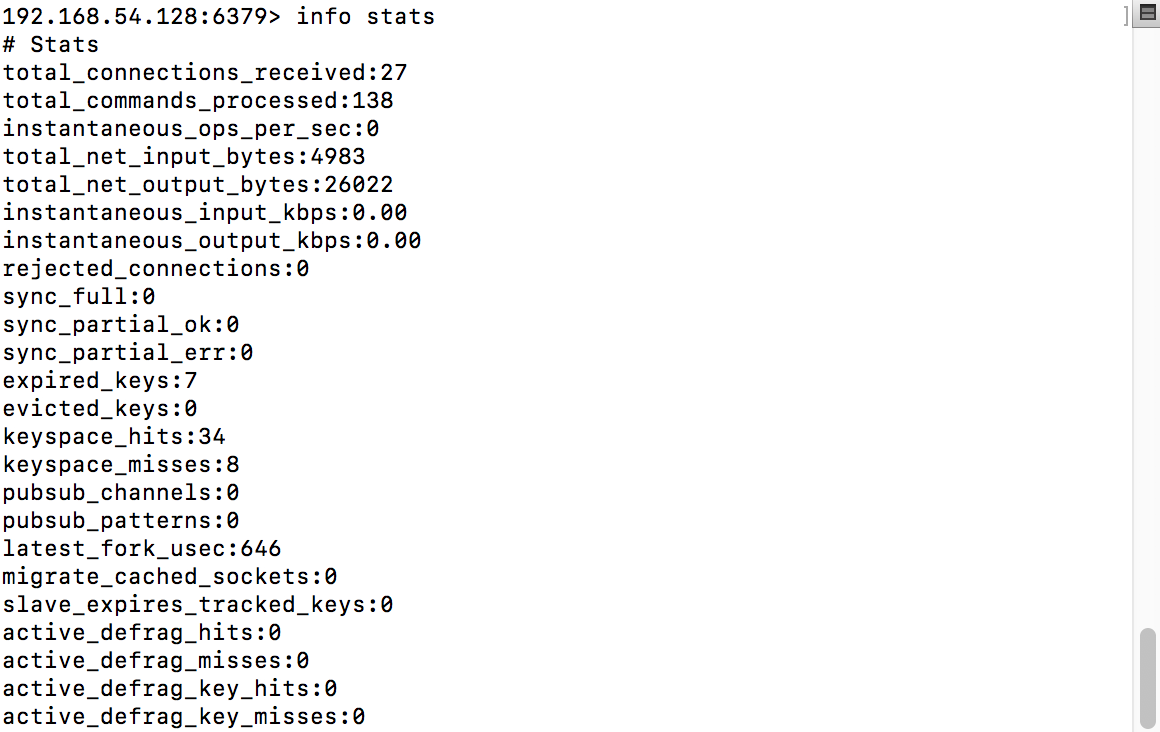 192.168.54.128:6379> info stats
# Stats
total_connections_received:27
total_commands_processed:138
instantaneous_ops_per_sec:0
total_net_input_bytes:4983
total_net_output_bytes:26022
instantaneous_input_kbps:0.00
instantaneous_output_kbps:0.00
rejected_connections:0
sync_full:0
sync_partial_ok:0
sync_partial_err:0
expired_keys:7
evicted_keys:0
keyspace_hits:34
keyspace_misses:8
pubsub_channels:0
pubsub_patterns:0
latest_fork_usec:646
migrate_cached_sockets:0
slave_expires_tracked_keys:0
active_defrag_hits:0
active_defrag_misses:0
active_defrag_key_hits:0
active_defrag_key_misses:0